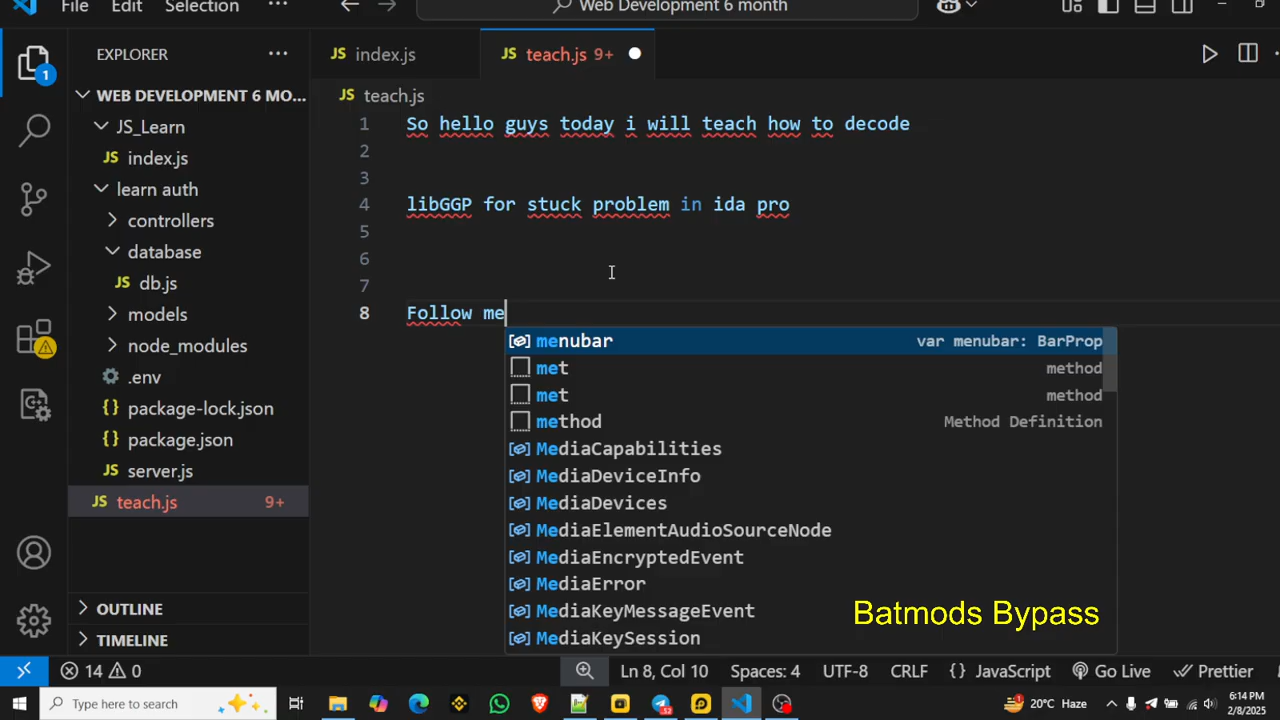 File Edit Selection ···
Web Development 6 month
EXPLORER ···
1
WEB DEVELOPMENT 6 MO...
JS_Learn
JS index.js
learn auth
controllers
database
JS db.js
models
node_modules
.env
{} package-lock.json
{} package.json
JS server.js
JS teach.js 9+
OUTLINE
TIMELINE
JS index.js
JS teach.js 9+
JS teach.js
1 So hello guys today i will teach how to decode
2
3
4 libGGP for stuck problem in ida pro
5
6
7
8 Follow me
menubar var menubar: BarProp
met method
met method
method Method Definition
MediaCapabilities
MediaDeviceInfo
MediaDevices
MediaElementAudioSourceNode
MediaEncryptedEvent
MediaError
MediaKeyMessageEvent
MediaKeySession
Batmods Bypass
14 0 Ln 8, Col 10 Spaces: 4 UTF-8 CRLF {} JavaScript Go Live Prettier
Type here to search
20°C Haze
6:14 PM
2/8/2025